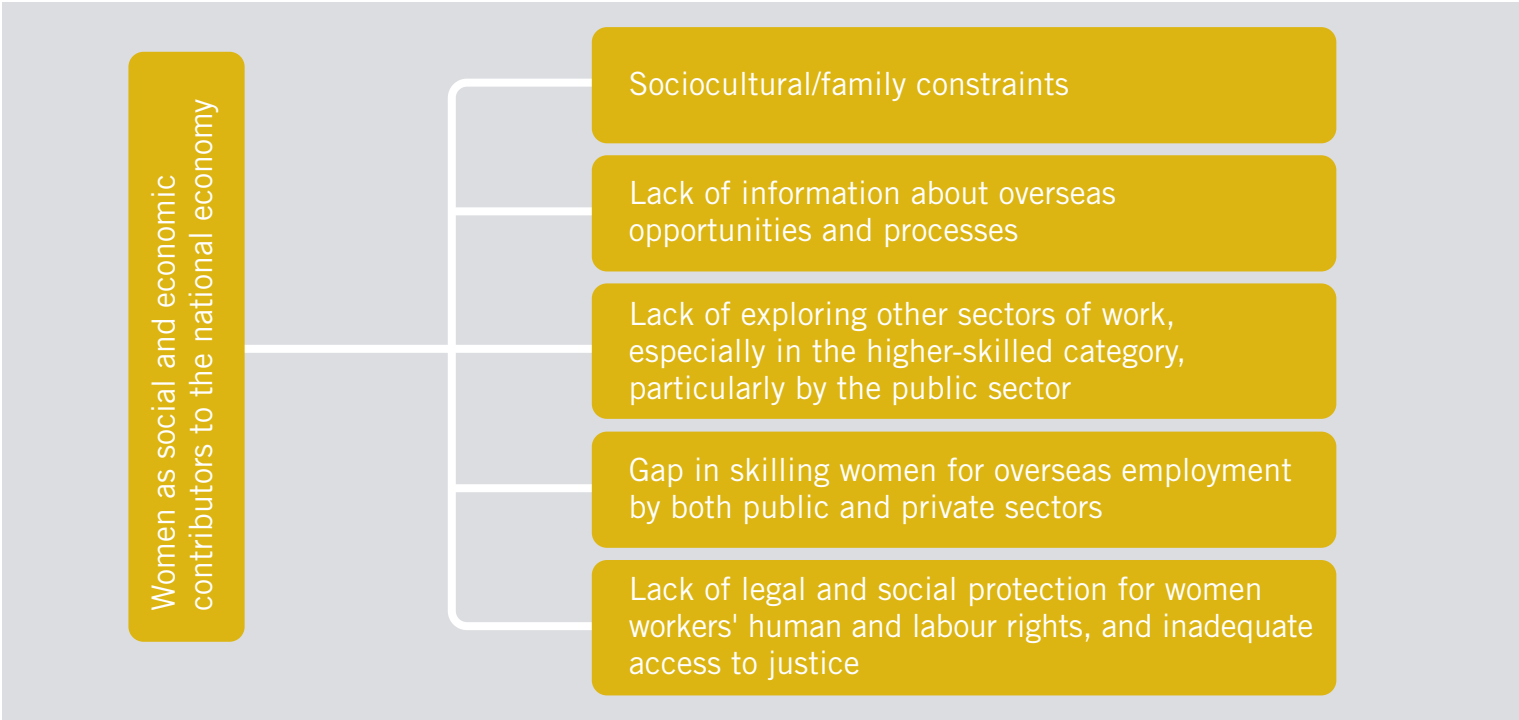 Women as social and economic
contributors to the national economy
Sociocultural/family constraints
Lack of information about overseas
opportunities and processes
Lack of exploring other sectors of work,
especially in the higher-skilled category,
particularly by the public sector
Gap in skilling women for overseas employment
by both public and private sectors
Lack of legal and social protection for women
workers' human and labour rights, and inadequate
access to justice